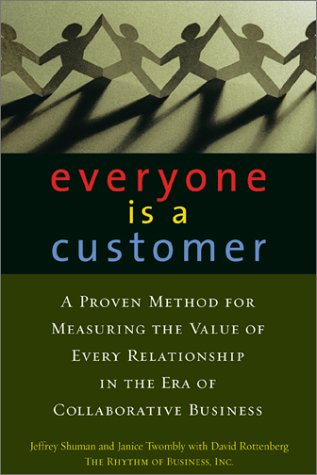 everyone
is a
customer
A Proven Method for
Measuring the Value of
Every Relationship
in the Era of
Collaborative Business
Jeffrey Shuman and Janice Twombly with David Rottenberg
The Rhythm of Business, Inc.